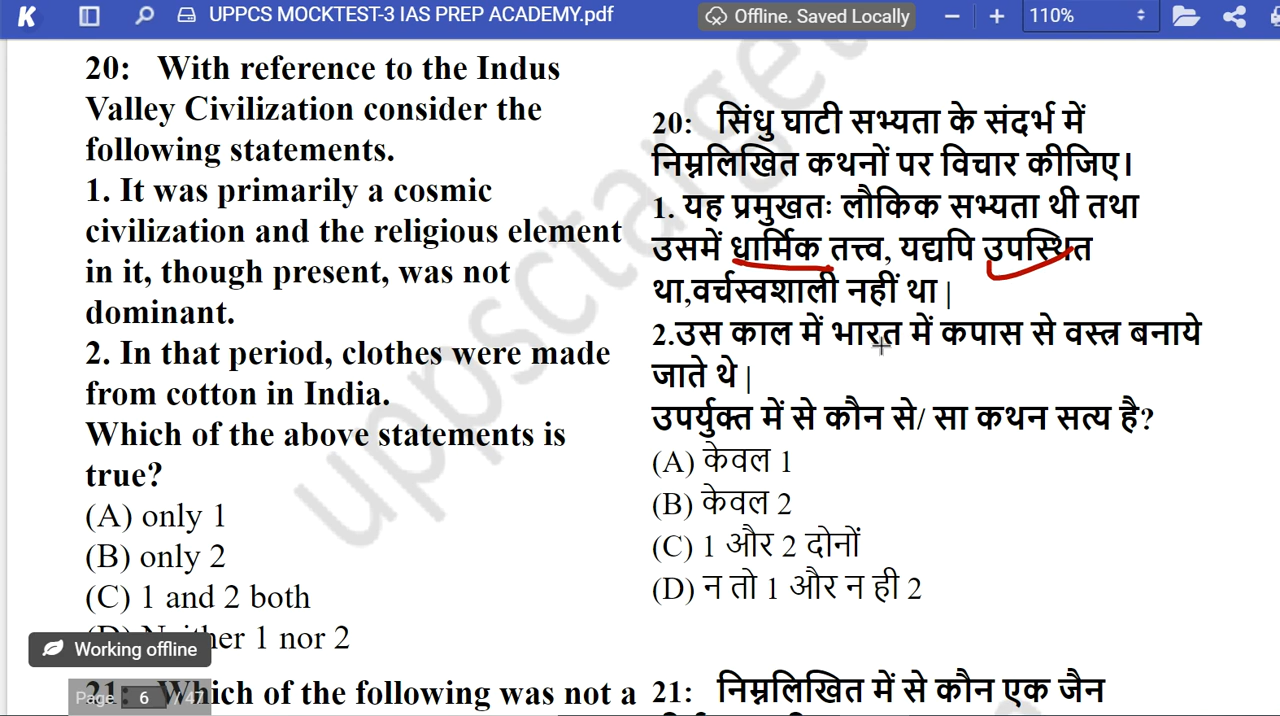 UPPCS MOCKTEST-3 IAS PREP ACADEMY.pdf
Offline. Saved Locally
110%
20: With reference to the Indus
Valley Civilization consider the
following statements.
1. It was primarily a cosmic
civilization and the religious element
in it, though present, was not
dominant.
2. In that period, clothes were made
from cotton in India.
Which of the above statements is
true?
(A) only 1
(B) only 2
(C) 1 and 2 both
(D) Neither 1 nor 2
21: Which of the following was not a
20: सिंधु घाटी सभ्यता के संदर्भ में
निम्नलिखित कथनों पर विचार कीजिए।
1. यह प्रमुखतः लौकिक सभ्यता थी तथा
उसमें धार्मिक तत्त्व, यद्यपि उपस्थित
था,वर्चस्वशाली नहीं था |
2.उस काल में भारत में कपास से वस्त्र बनाये
जाते थे |
उपर्युक्त में से कौन से/ सा कथन सत्य है?
(A) केवल 1
(B) केवल 2
(C) 1 और 2 दोनों
(D) न तो 1 और न ही 2
21: निम्नलिखित में से कौन एक जैन
Working offline
Page 6 / 47
uppsctarget